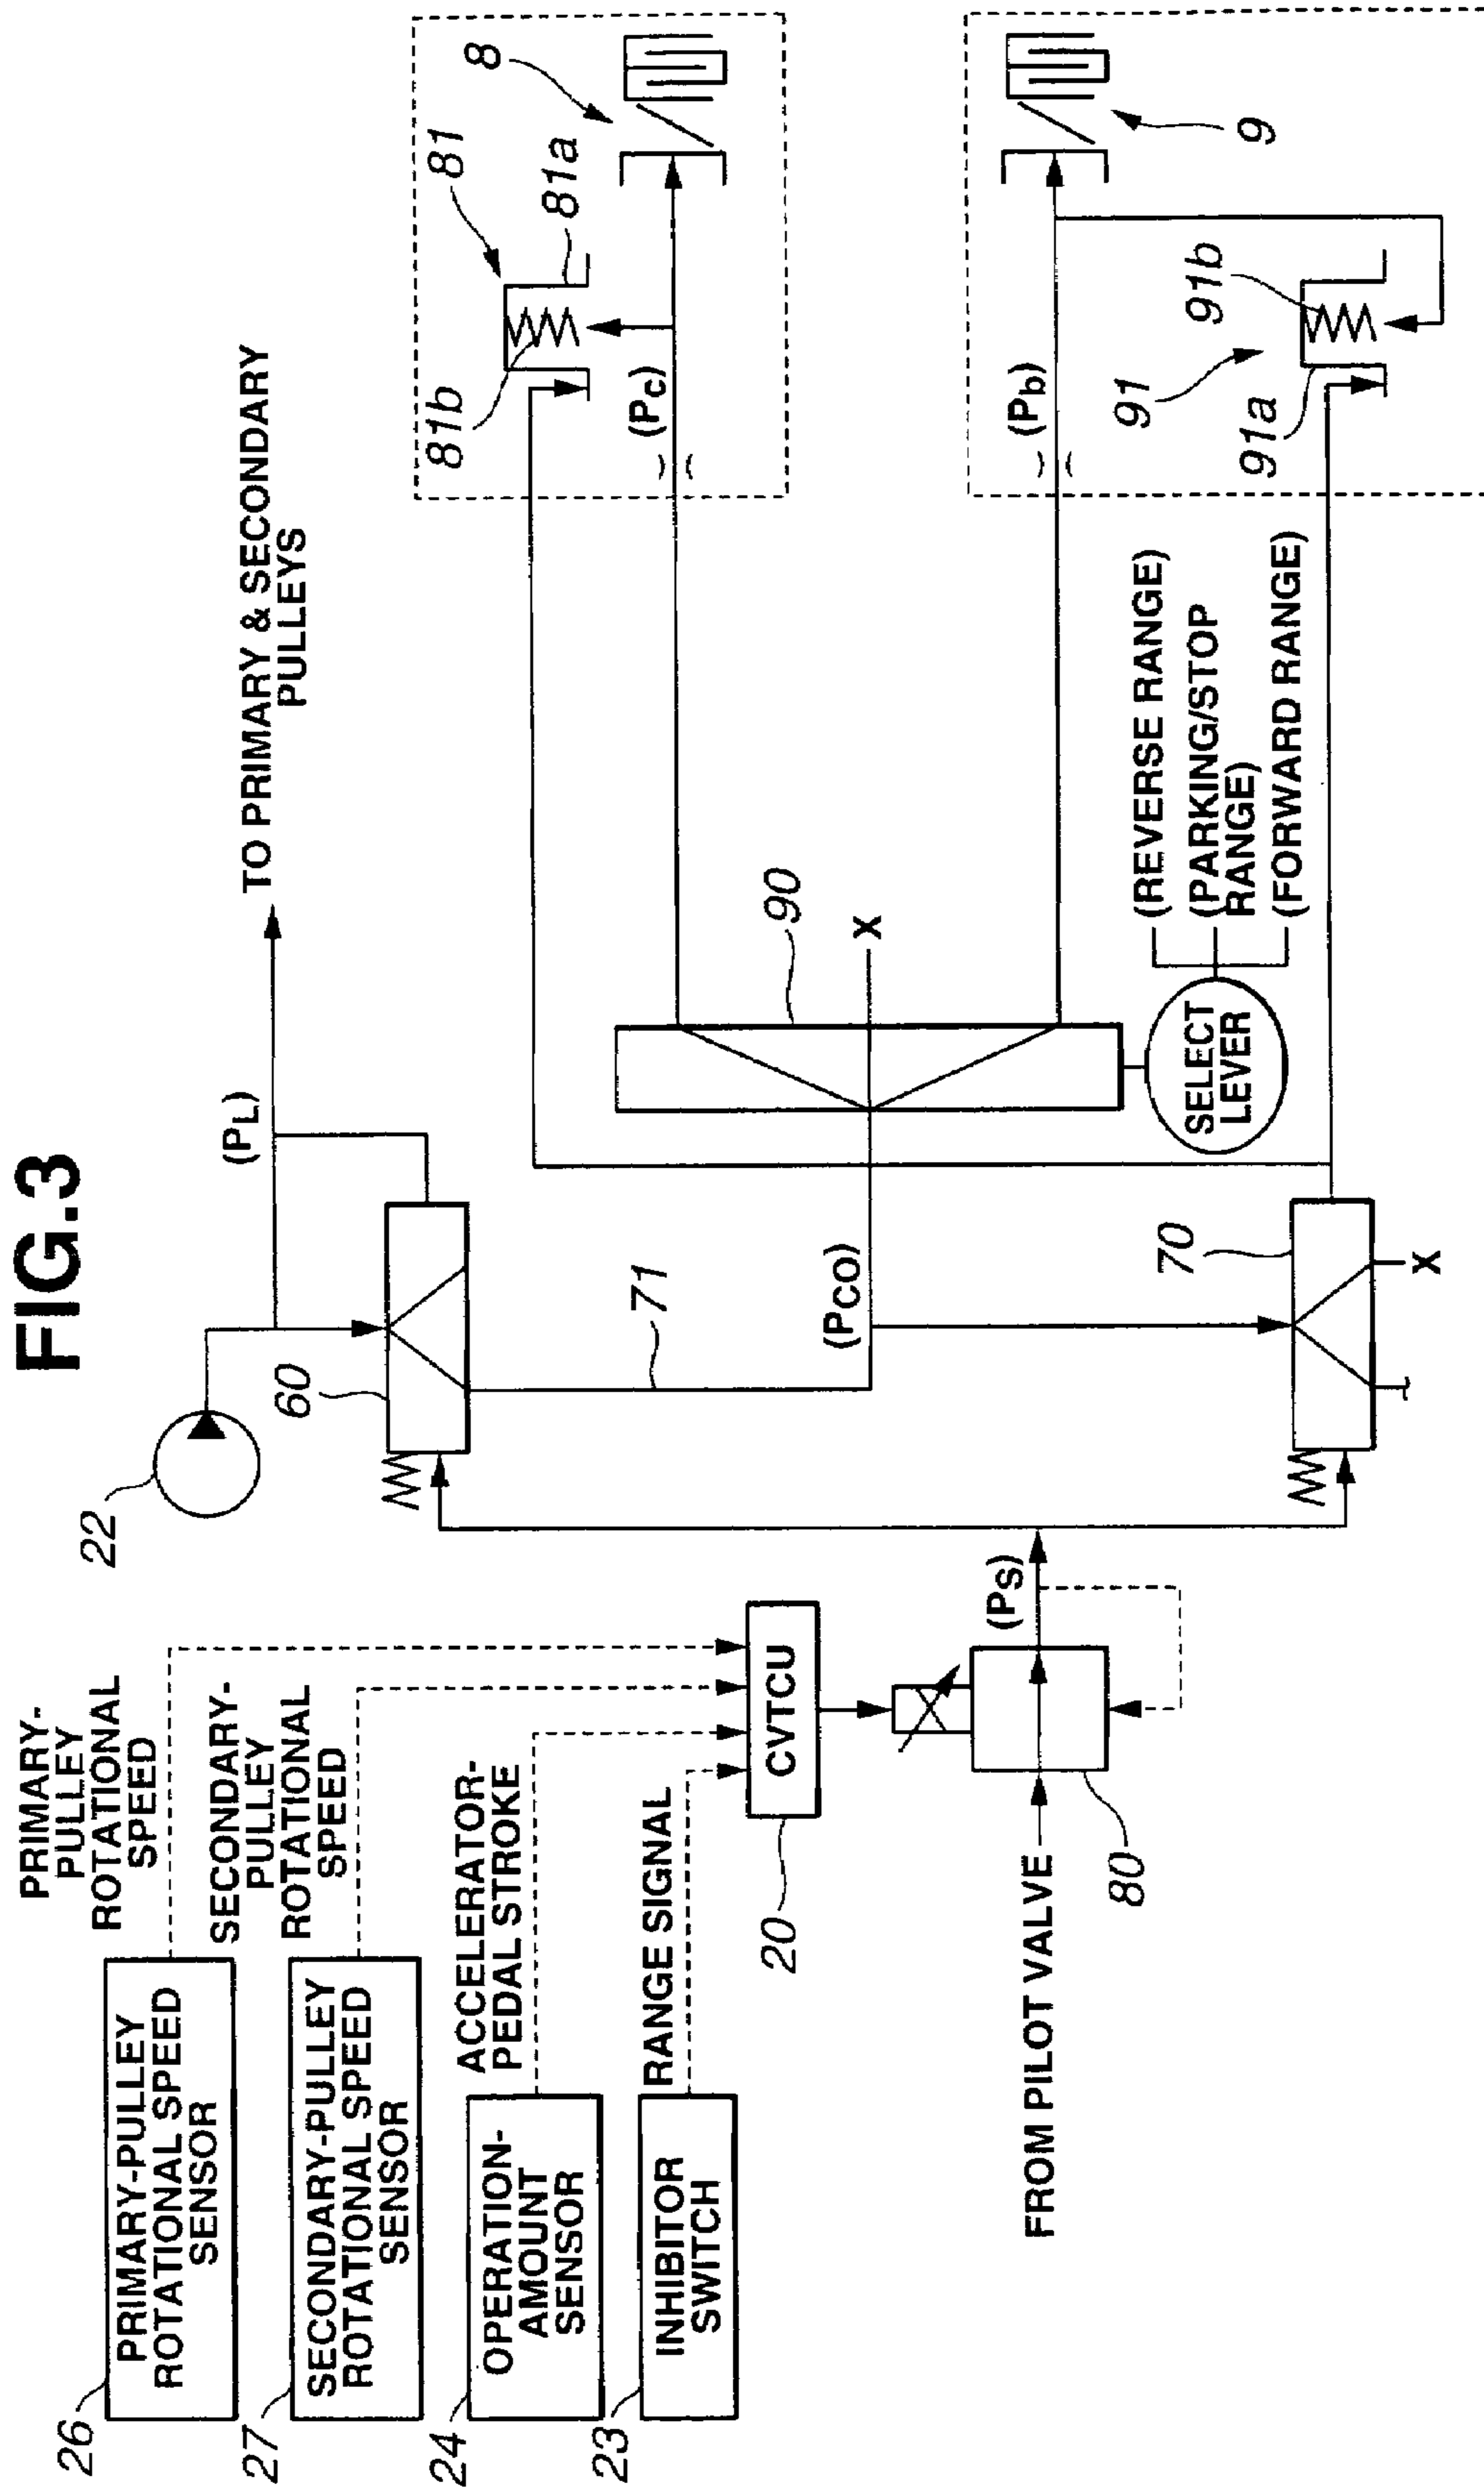 FIG.3
PRIMARY-PULLEY
ROTATIONAL SPEED
SENSOR
26
PRIMARY-
PULLEY
ROTATIONAL
SPEED
SECONDARY-PULLEY
ROTATIONAL SPEED
SENSOR
27
SECONDARY-
PULLEY
ROTATIONAL
SPEED
OPERATION-
AMOUNT
SENSOR
24
ACCELERATOR-
PEDAL STROKE
INHIBITOR
SWITCH
23
RANGE SIGNAL
CVTCU
20
FROM PILOT VALVE
80
(PS)
22
60
(PL)
TO PRIMARY & SECONDARY
PULLEYS
71
(PCO)
70
X
90
X
SELECT
LEVER
(REVERSE RANGE)
(PARKING/STOP
RANGE)
(FORWARD RANGE)
81b
81
81a
8
(Pc)
(Pb)
9
91
91a
91b